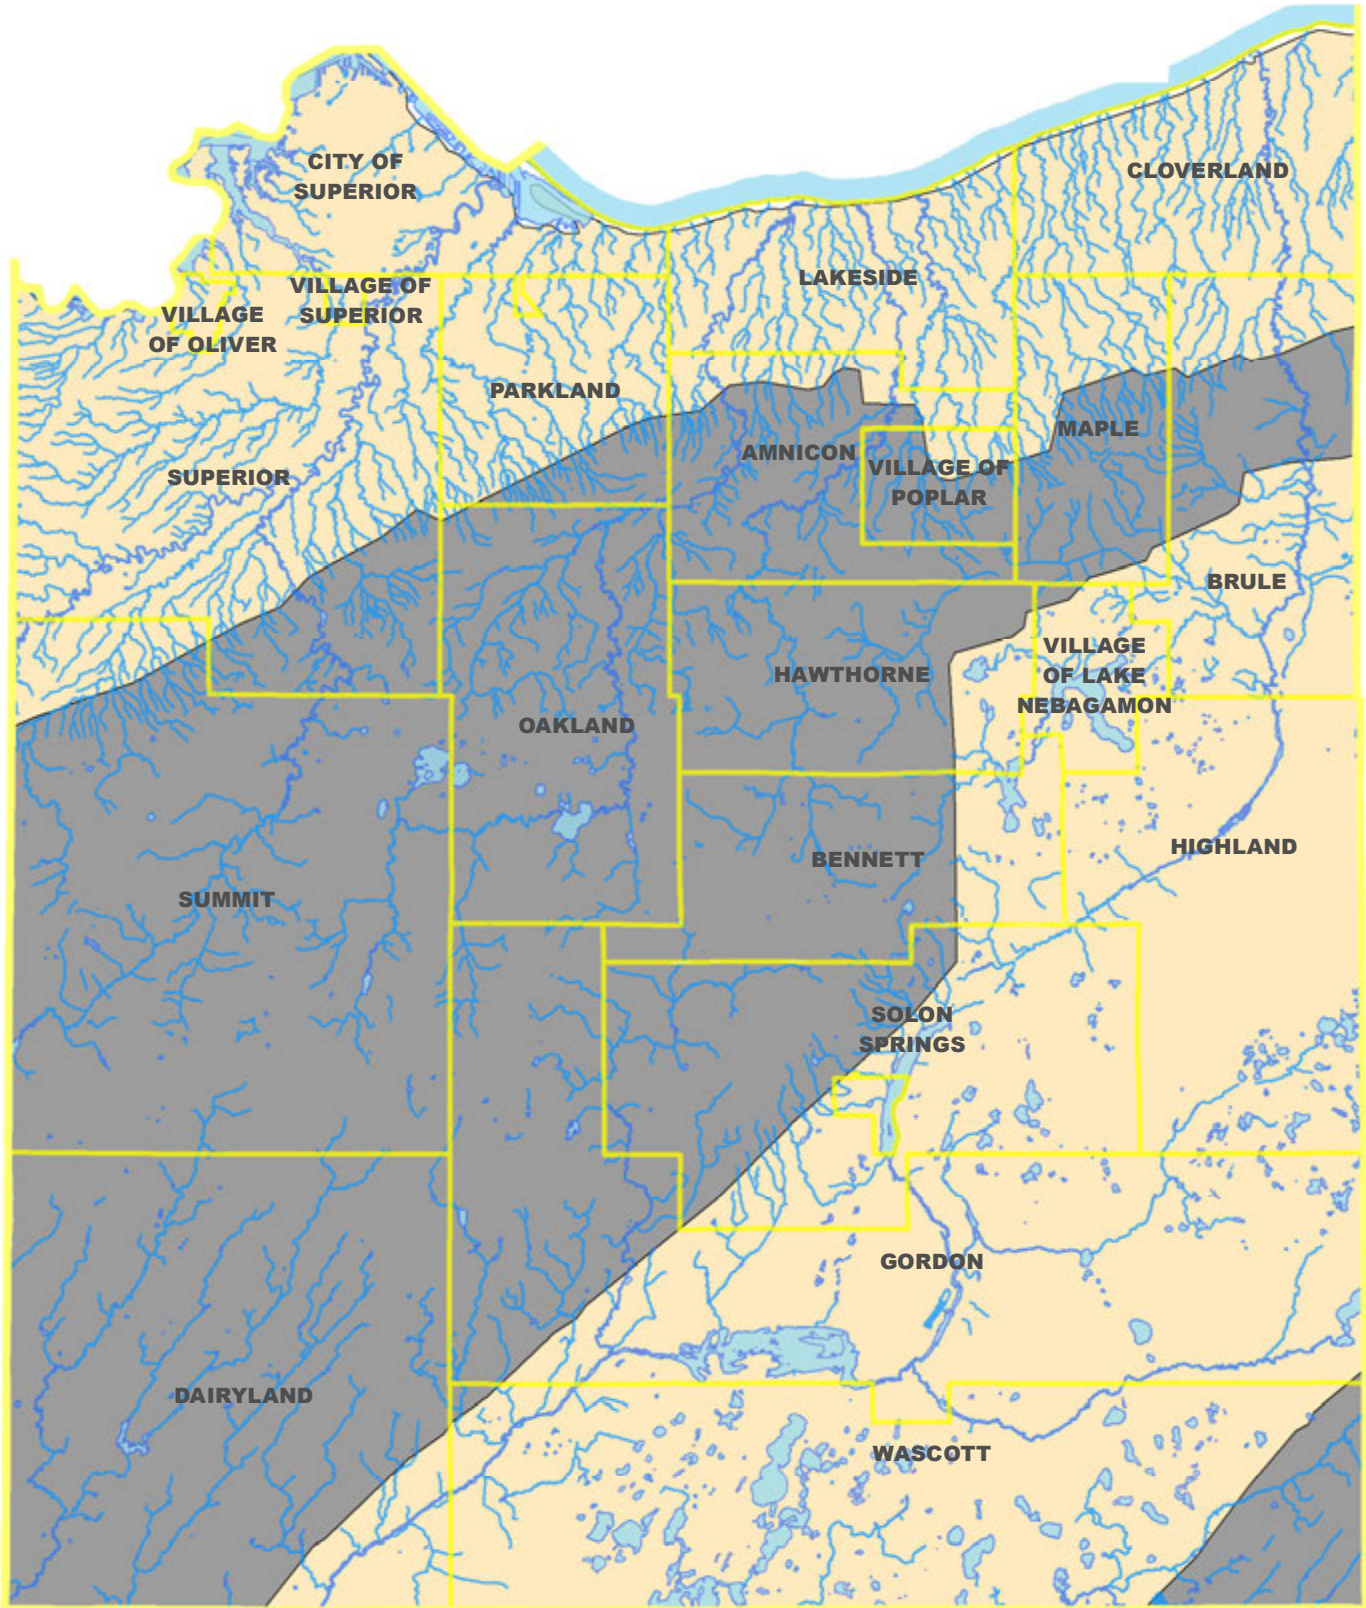 CITY OF
SUPERIOR
CLOVERLAND
LAKESIDE
VILLAGE OF
SUPERIOR
VILLAGE
OF OLIVER
PARKLAND
MAPLE
AMNICON
VILLAGE OF
POPLAR
SUPERIOR
BRULE
VILLAGE
OF LAKE
NEBAGAMON
HAWTHORNE
OAKLAND
HIGHLAND
BENNETT
SUMMIT
SOLON
SPRINGS
GORDON
DAIRYLAND
WASCOTT